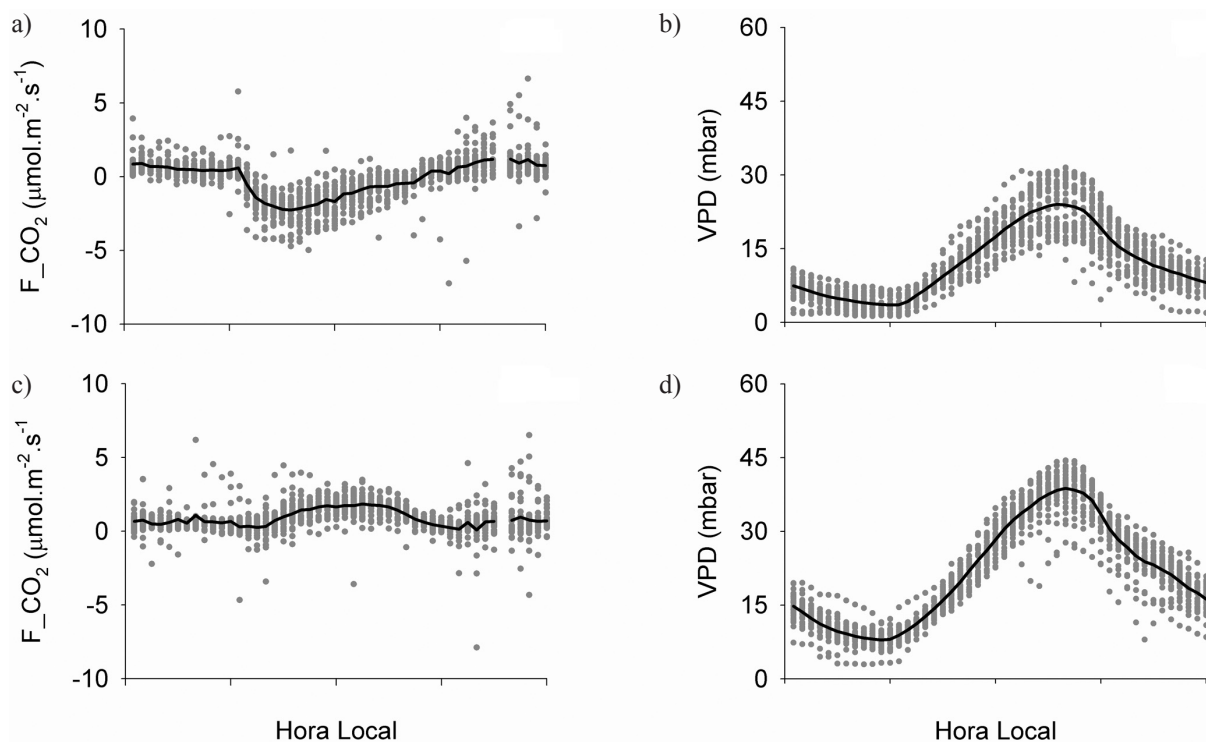 a)
F_CO₂ (μmol.m⁻².s⁻¹)
10
5
0
-5
-10
b)
VPD (mbar)
60
45
30
15
0
c)
F_CO₂ (μmol.m⁻².s⁻¹)
10
5
0
-5
-10
Hora Local
d)
VPD (mbar)
60
45
30
15
0
Hora Local